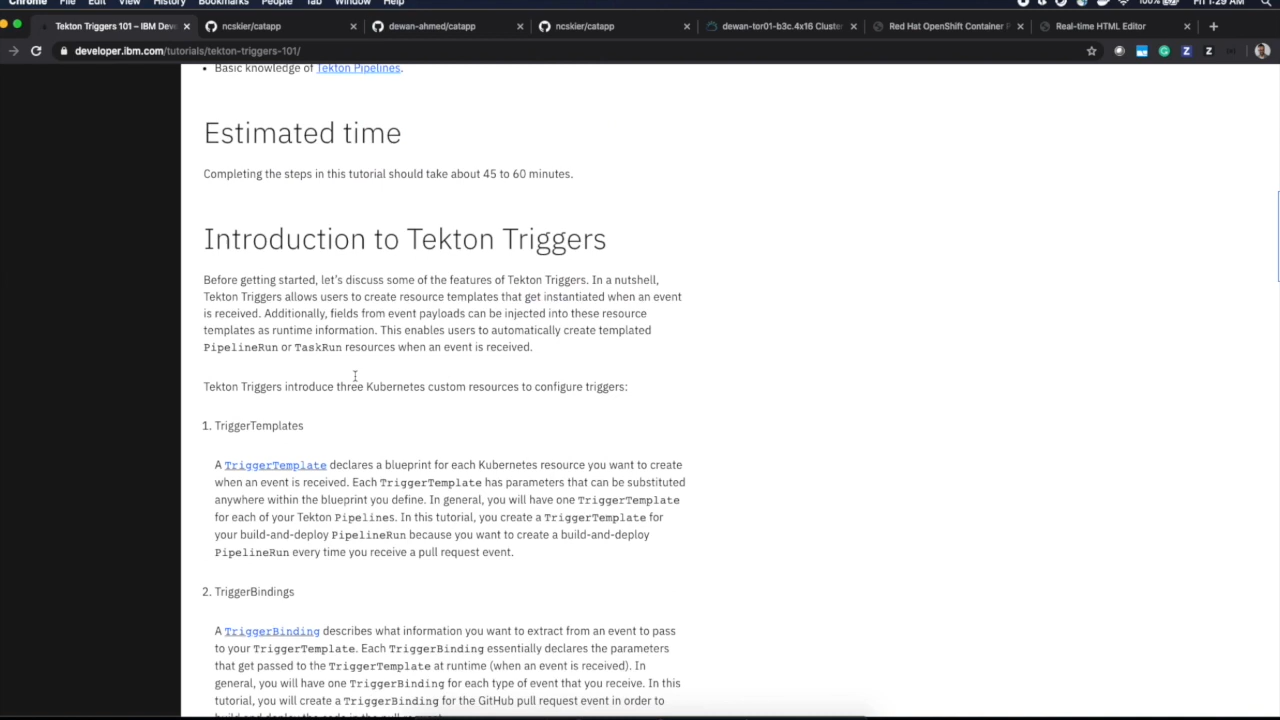 Chrome File Edit View History Bookmarks People Tab Window Help 100% Fri 1:29 AM
Tekton Triggers 101 – IBM Dev ncskier/catapp dewan-ahmed/catapp ncskier/catapp dewan-tor01-b3c.4x16 Cluster Red Hat OpenShift Container P Real-time HTML Editor
developer.ibm.com/tutorials/tekton-triggers-101/
• Basic knowledge of Tekton Pipelines.
Estimated time
Completing the steps in this tutorial should take about 45 to 60 minutes.
Introduction to Tekton Triggers
Before getting started, let’s discuss some of the features of Tekton Triggers. In a nutshell,
Tekton Triggers allows users to create resource templates that get instantiated when an event
is received. Additionally, fields from event payloads can be injected into these resource
templates as runtime information. This enables users to automatically create templated
PipelineRun or TaskRun resources when an event is received.
Tekton Triggers introduce three Kubernetes custom resources to configure triggers:
1. TriggerTemplates
A TriggerTemplate declares a blueprint for each Kubernetes resource you want to create
when an event is received. Each TriggerTemplate has parameters that can be substituted
anywhere within the blueprint you define. In general, you will have one TriggerTemplate
for each of your Tekton Pipelines. In this tutorial, you create a TriggerTemplate for
your build-and-deploy PipelineRun because you want to create a build-and-deploy
PipelineRun every time you receive a pull request event.
2. TriggerBindings
A TriggerBinding describes what information you want to extract from an event to pass
to your TriggerTemplate. Each TriggerBinding essentially declares the parameters
that get passed to the TriggerTemplate at runtime (when an event is received). In
general, you will have one TriggerBinding for each type of event that you receive. In this
tutorial, you will create a TriggerBinding for the GitHub pull request event in order to
build and deploy the code in the pull request.